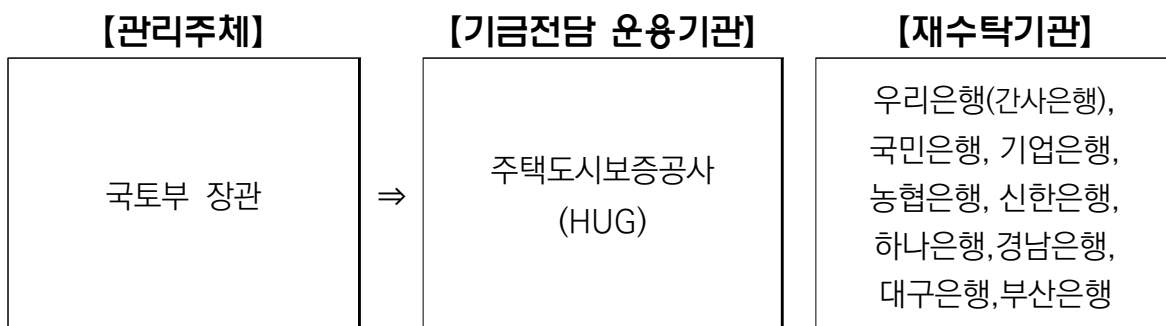 【관리주체】
【기금전담 운용기관】
【재수탁기관】
국토부 장관
⇒
주택도시보증공사
(HUG)
우리은행(간사은행),
국민은행, 기업은행,
농협은행, 신한은행,
하나은행,경남은행,
대구은행,부산은행